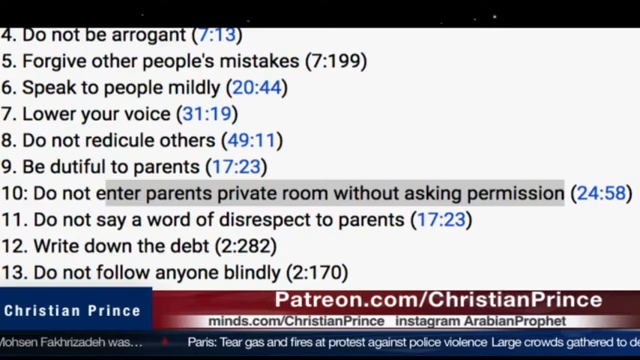 4. Do not be arrogant (7:13)
5. Forgive other people's mistakes (7:199)
6. Speak to people mildly (20:44)
7. Lower your voice (31:19)
8. Do not redicule others (49:11)
9. Be dutiful to parents (17:23)
10: Do not enter parents private room without asking permission (24:58)
11. Do not say a word of disrespect to parents (17:23)
12. Write down the debt (2:282)
13. Do not follow anyone blindly (2:170)
Christian Prince
Patreon.com/ChristianPrince
minds.com/ChristianPrince instagram ArabianProphet
Mohsen Fakhrizadeh was... Paris: Tear gas and fires at protest against police violence Large crowds gathered to de